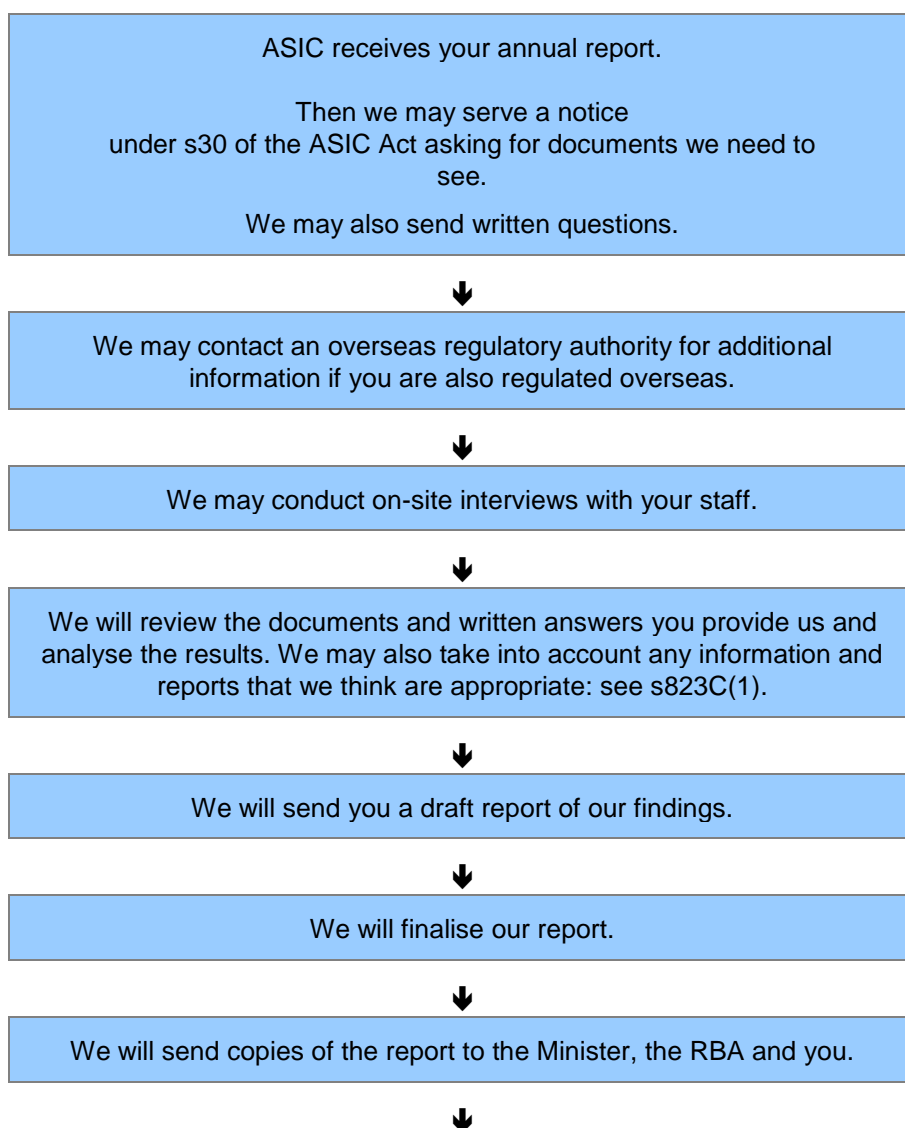 ASIC receives your annual report.
Then we may serve a notice
under s30 of the ASIC Act asking for documents we need to
see.
We may also send written questions.
We may contact an overseas regulatory authority for additional
information if you are also regulated overseas.
We may conduct on-site interviews with your staff.
We will review the documents and written answers you provide us and
analyse the results. We may also take into account any information and
reports that we think are appropriate: see s823C(1).
We will send you a draft report of our findings.
We will finalise our report.
We will send copies of the report to the Minister, the RBA and you.